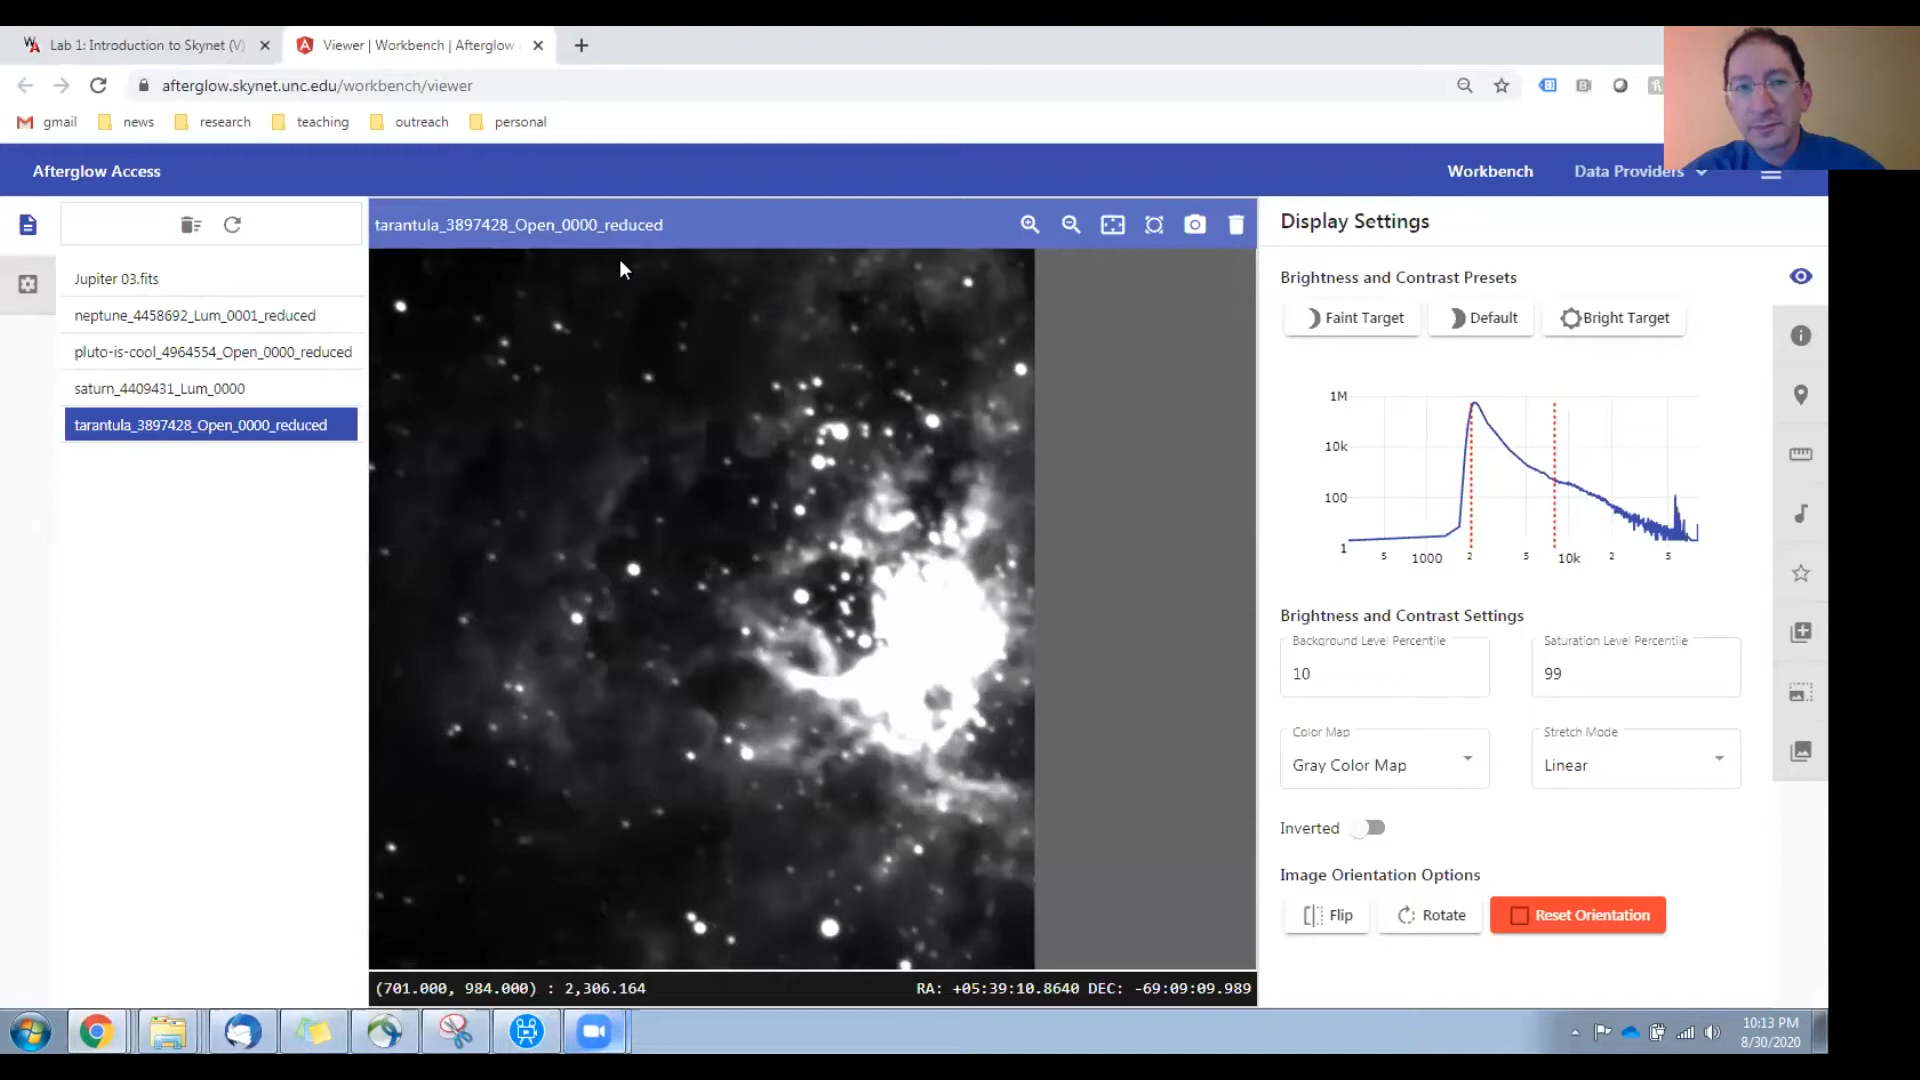 Lab 1: Introduction to Skynet (V)
Viewer | Workbench | Afterglow
afterglow.skynet.unc.edu/workbench/viewer
gmail news research teaching outreach personal
Afterglow Access
Workbench Data Providers
tarantula_3897428_Open_0000_reduced
Display Settings
Jupiter 03.fits
neptune_4458692_Lum_0001_reduced
pluto-is-cool_4964554_Open_0000_reduced
saturn_4409431_Lum_0000
tarantula_3897428_Open_0000_reduced
Brightness and Contrast Presets
Faint Target Default Bright Target
1M
10k
100
1
5 1000 2 5 10k 2 5
Brightness and Contrast Settings
Background Level Percentile Saturation Level Percentile
10 99
Color Map Stretch Mode
Gray Color Map Linear
Inverted
Image Orientation Options
Flip Rotate Reset Orientation
(701.000, 984.000) : 2,306.164 RA: +05:39:10.8640 DEC: -69:09:09.989
10:13 PM
8/30/2020